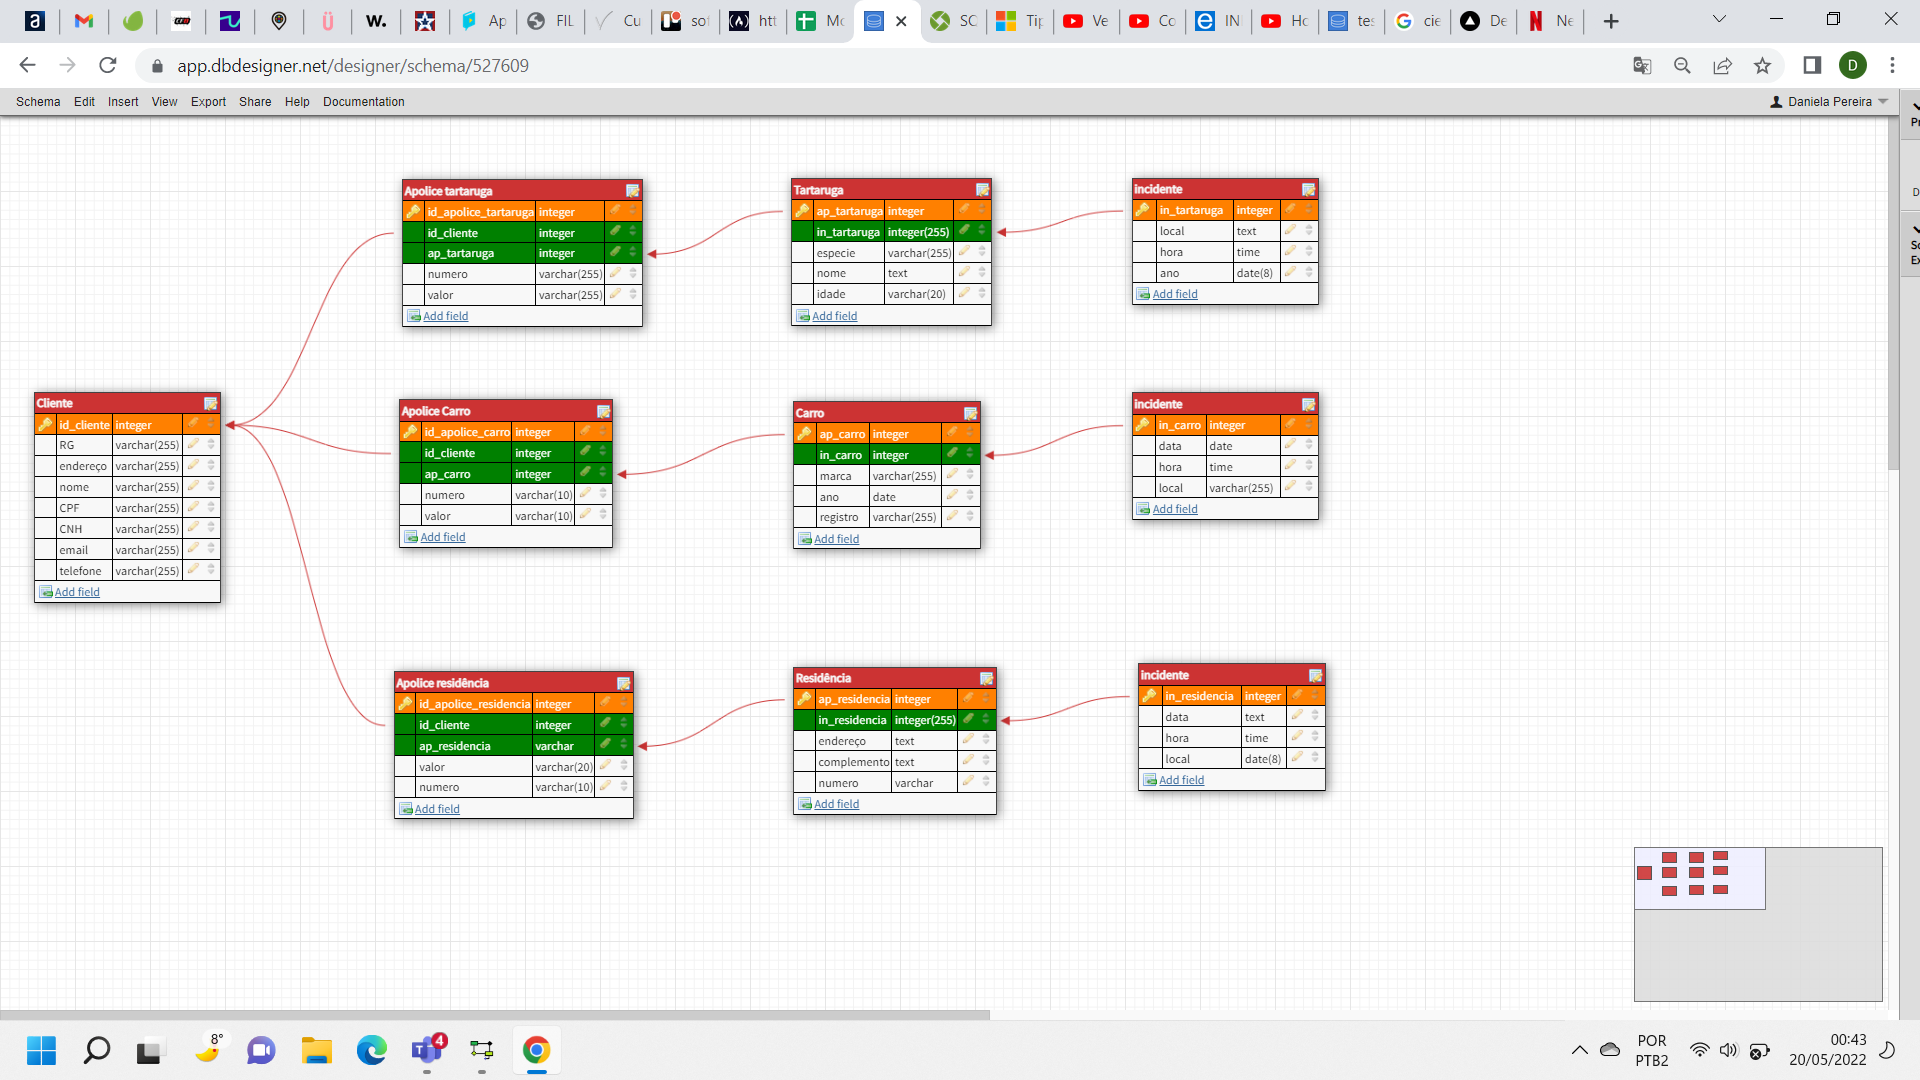 Ap
FIL
Cu
sof
htt
Mo
SC
Tip
Ve
Co
IN
Ho
tes
cie
De
Ne
app.dbdesigner.net/designer/schema/527609
D
Schema Edit Insert View Export Share Help Documentation
Daniela Pereira
Apolice tartaruga
id_apolice_tartaruga integer
id_cliente integer
ap_tartaruga integer
numero varchar(255)
valor varchar(255)
Add field
Tartaruga
ap_tartaruga integer
in_tartaruga integer(255)
especie varchar(255)
nome text
idade varchar(20)
Add field
incidente
in_tartaruga integer
local text
hora time
ano date(8)
Add field
Cliente
id_cliente integer
RG varchar(255)
endereço varchar(255)
nome varchar(255)
CPF varchar(255)
CNH varchar(255)
email varchar(255)
telefone varchar(255)
Add field
Apolice Carro
id_apolice_carro integer
id_cliente integer
ap_carro integer
numero varchar(10)
valor varchar(10)
Add field
Carro
ap_carro integer
in_carro integer
marca varchar(255)
ano date
registro varchar(255)
Add field
incidente
in_carro integer
data date
hora time
local varchar(255)
Add field
Apolice residência
id_apolice_residencia integer
id_cliente integer
ap_residencia varchar
valor varchar(20)
numero varchar(10)
Add field
Residência
ap_residencia integer
in_residencia integer(255)
endereço text
complemento text
numero varchar
Add field
incidente
in_residencia integer
data text
hora time
local date(8)
Add field
8°
4
POR
PTB2
00:43
20/05/2022